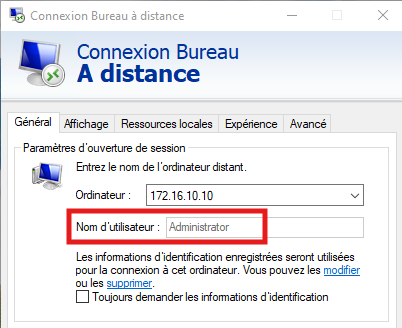 Connexion Bureau à distance
Connexion Bureau
A distance
Général Affichage Ressources locales Expérience Avancé
Paramètres d'ouverture de session
Entrez le nom de l'ordinateur distant.
Ordinateur : 172.16.10.10
Nom d'utilisateur : Administrator
Les informations d'identification enregistrées seront utilisées
pour la connexion à cet ordinateur. Vous pouvez les modifier
ou les supprimer.
Toujours demander les informations d'identification